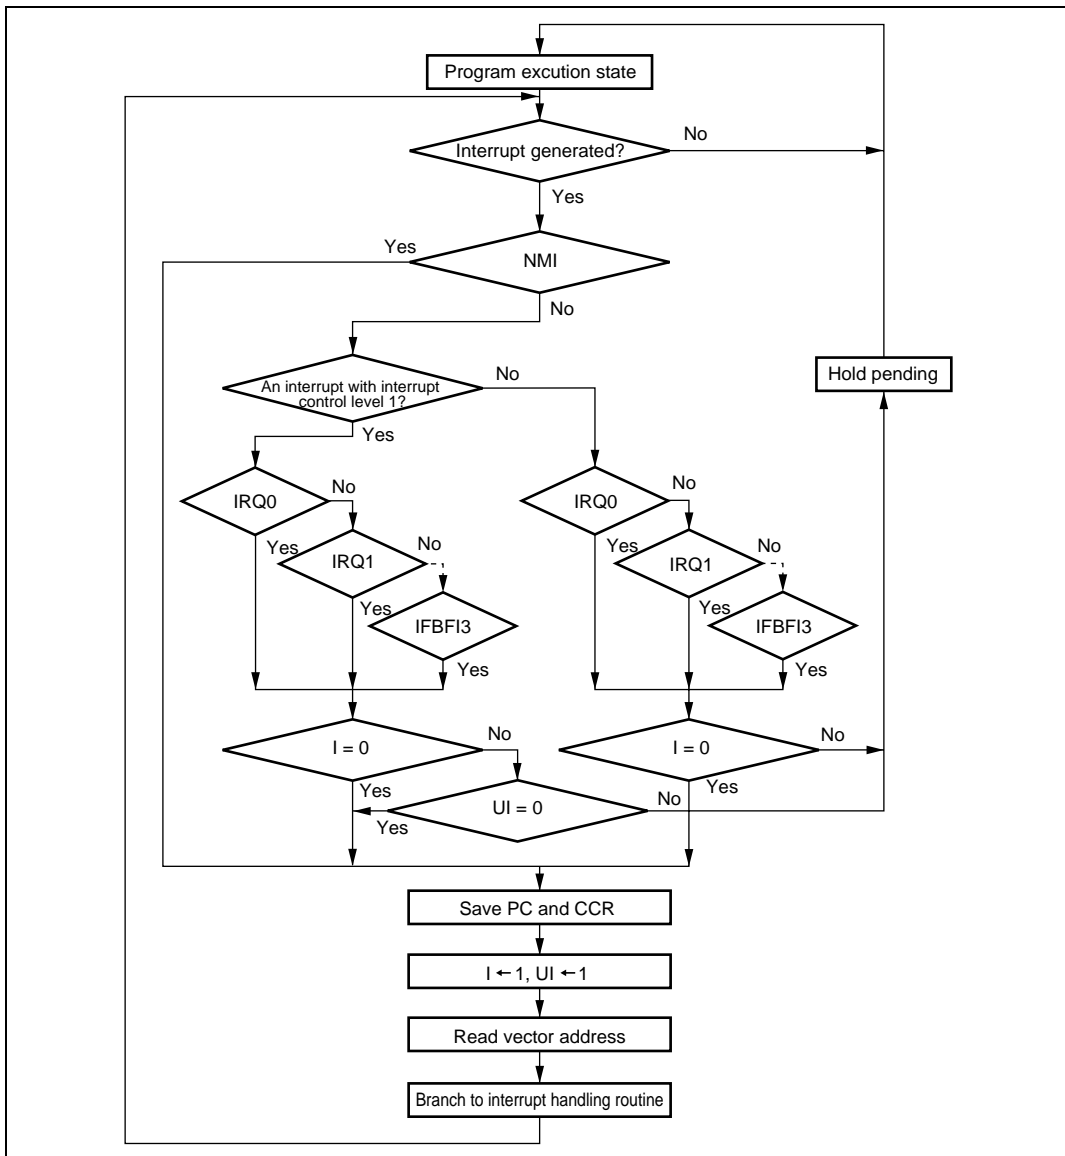 Program excution state
No
Interrupt generated?
Yes
Yes
NMI
No
Hold pending
An interrupt with interrupt
control level 1?
No
Yes
IRQ0
No
IRQ0
No
Yes
IRQ1
No
Yes
IRQ1
No
Yes
IFBFI3
Yes
IFBFI3
Yes
Yes
I = 0
No
I = 0
No
Yes
Yes
UI = 0
No
Yes
Save PC and CCR
I ← 1, UI ← 1
Read vector address
Branch to interrupt handling routine